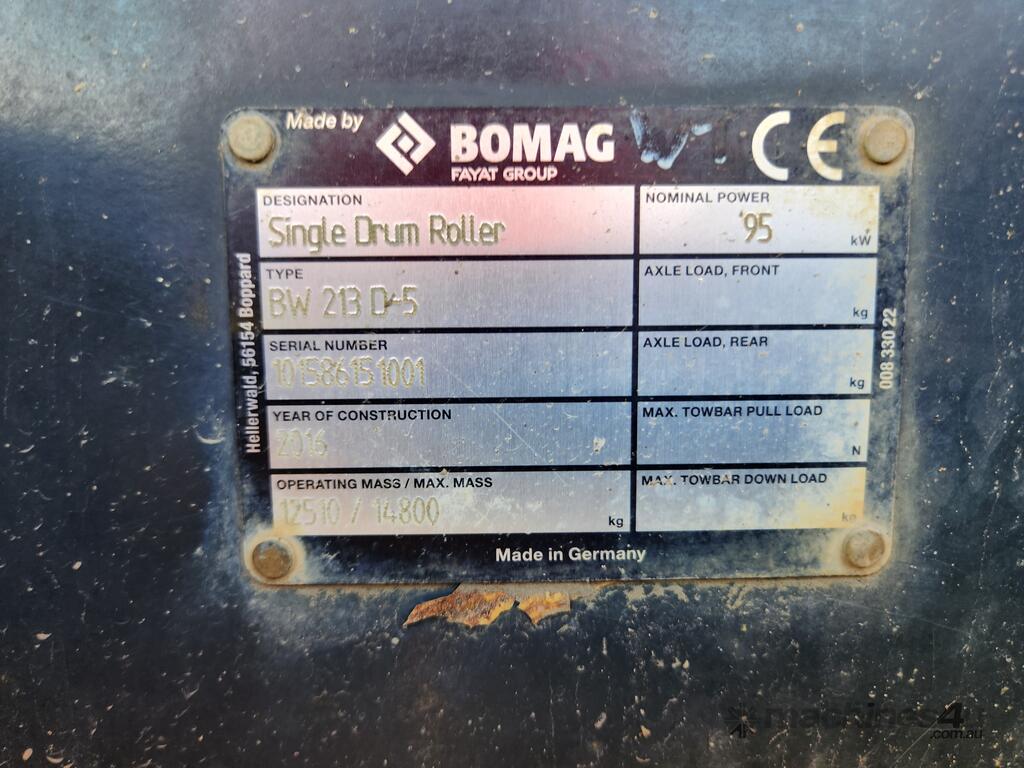 Made by BOMAG CE
FAYAT GROUP
DESIGNATION
Single Drum Roller
NOMINAL POWER
95 kW
TYPE
BW 213 D-5
AXLE LOAD, FRONT
kg
SERIAL NUMBER
101586151001
AXLE LOAD, REAR
kg
YEAR OF CONSTRUCTION
2016
MAX. TOWBAR PULL LOAD
N
OPERATING MASS / MAX. MASS
12510 / 14800 kg
MAX. TOWBAR DOWN LOAD
kg
Made in Germany
Hellerwald, 56154 Boppard
008 330 22
machines4u
.com.au